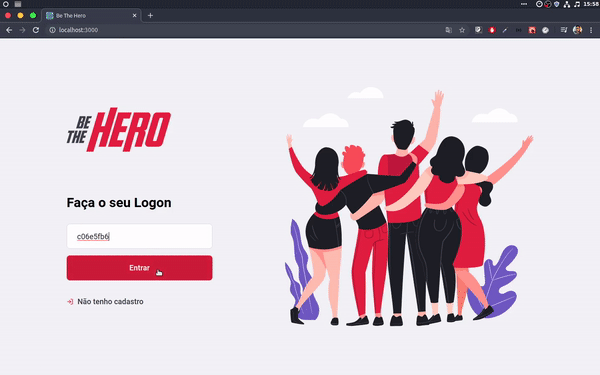 15:58
Be The Hero
localhost:3000
BE
THE HERO
Faça o seu Logon
c06e5fb6
Entrar
Não tenho cadastro